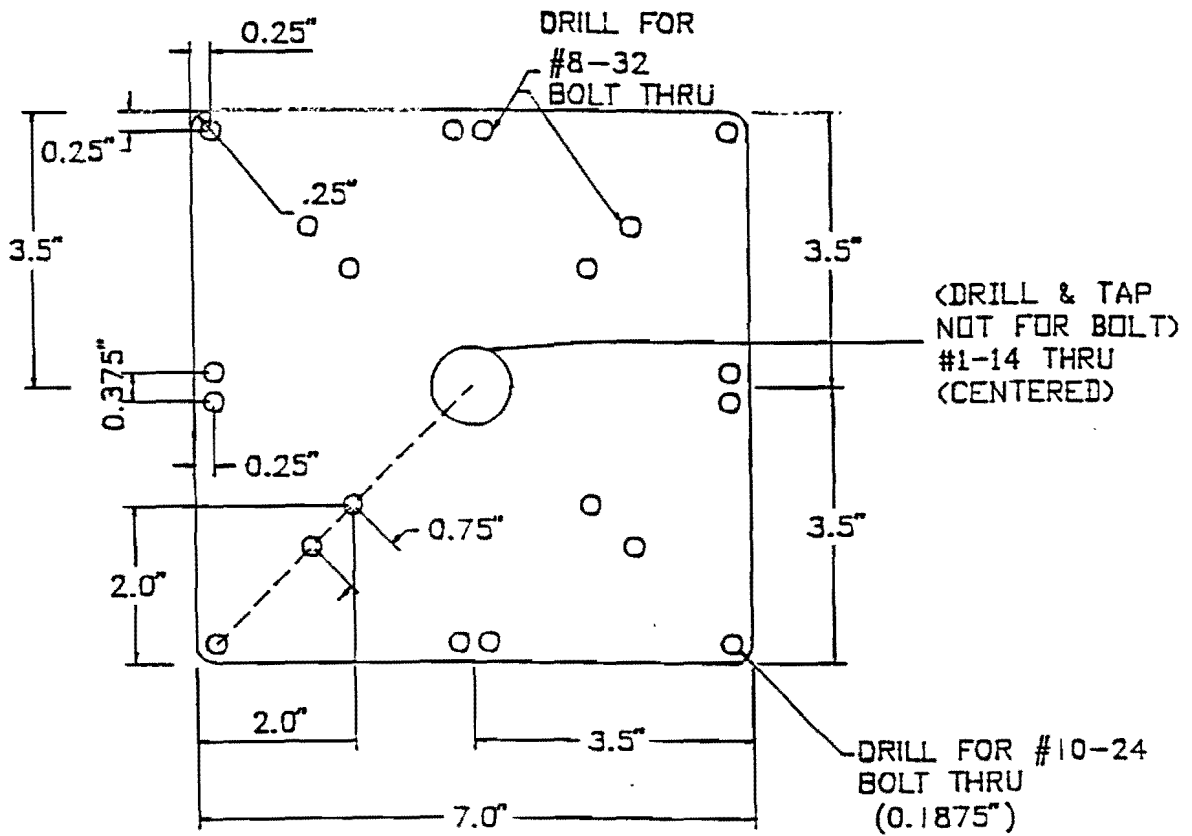 0.25"
DRILL FOR
#8-32
BOLT THRU
0.25"
.25"
3.5"
3.5"
<DRILL & TAP
NOT FOR BOLT>
#1-14 THRU
(CENTERED)
0.375"
0.25"
0.75"
3.5"
2.0"
2.0"
3.5"
DRILL FOR #10-24
BOLT THRU
(0.1875")
7.0"